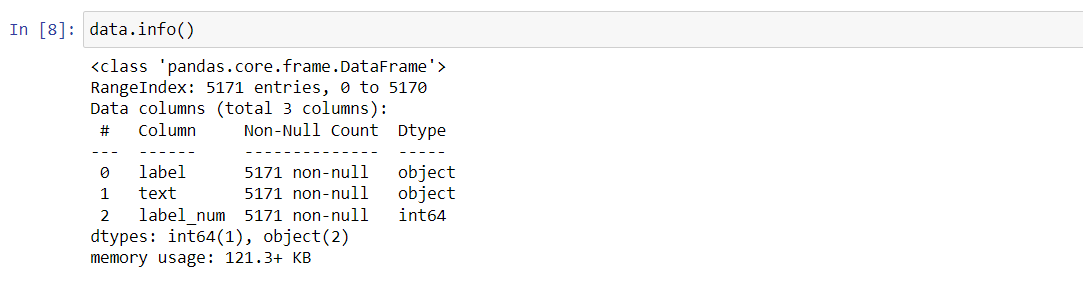 In [8]: data.info()
<class 'pandas.core.frame.DataFrame'>
RangeIndex: 5171 entries, 0 to 5170
Data columns (total 3 columns):
 #   Column     Non-Null Count  Dtype
---  ------     --------------  -----
 0   label      5171 non-null   object
 1   text       5171 non-null   object
 2   label_num  5171 non-null   int64
dtypes: int64(1), object(2)
memory usage: 121.3+ KB